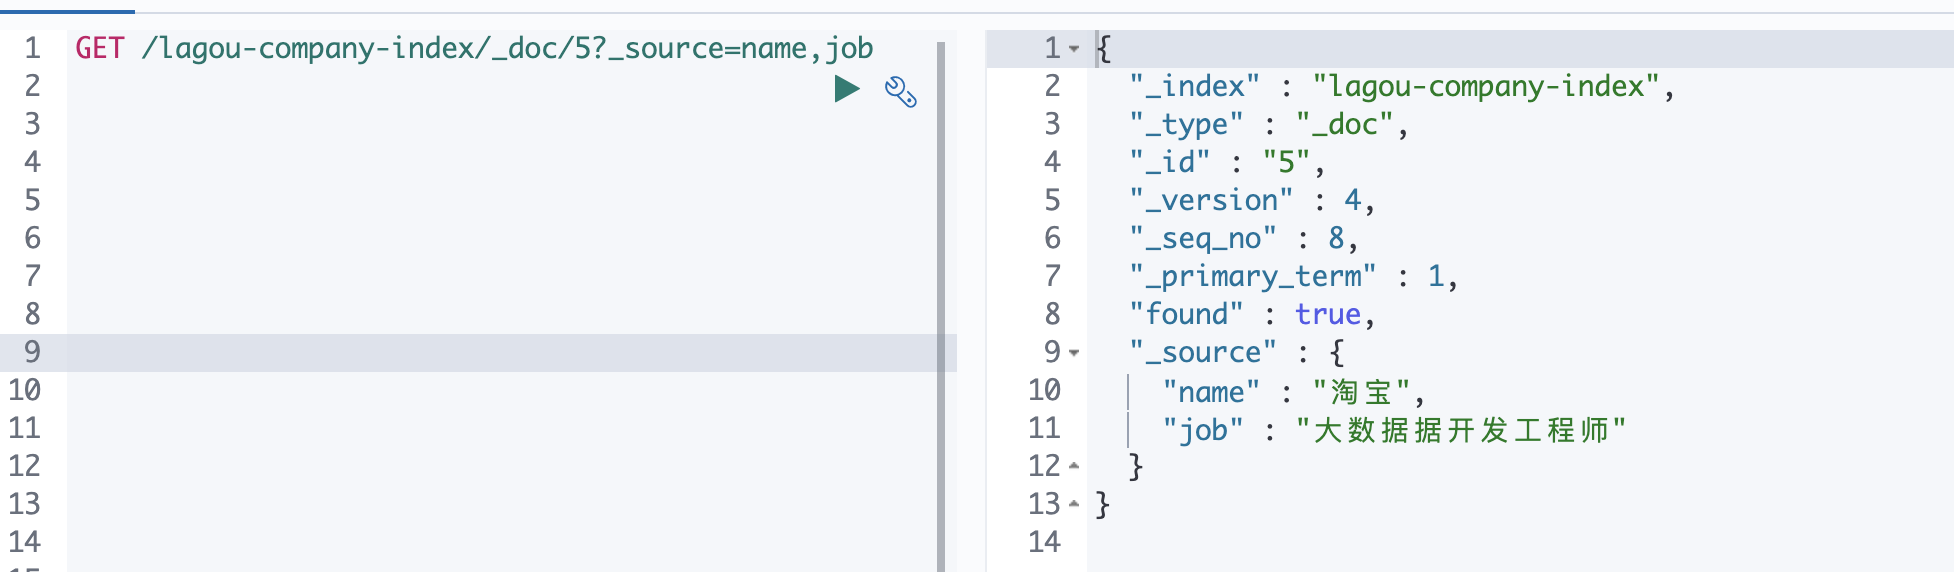 1 GET /lagou-company-index/_doc/5?_source=name,job
2
3
4
5
6
7
8
9
10
11
12
13
14
1 {
2 "_index" : "lagou-company-index",
3 "_type" : "_doc",
4 "_id" : "5",
5 "_version" : 4,
6 "_seq_no" : 8,
7 "_primary_term" : 1,
8 "found" : true,
9 "_source" : {
10 "name" : "淘宝",
11 "job" : "大数据据开发工程师"
12 }
13 }
14